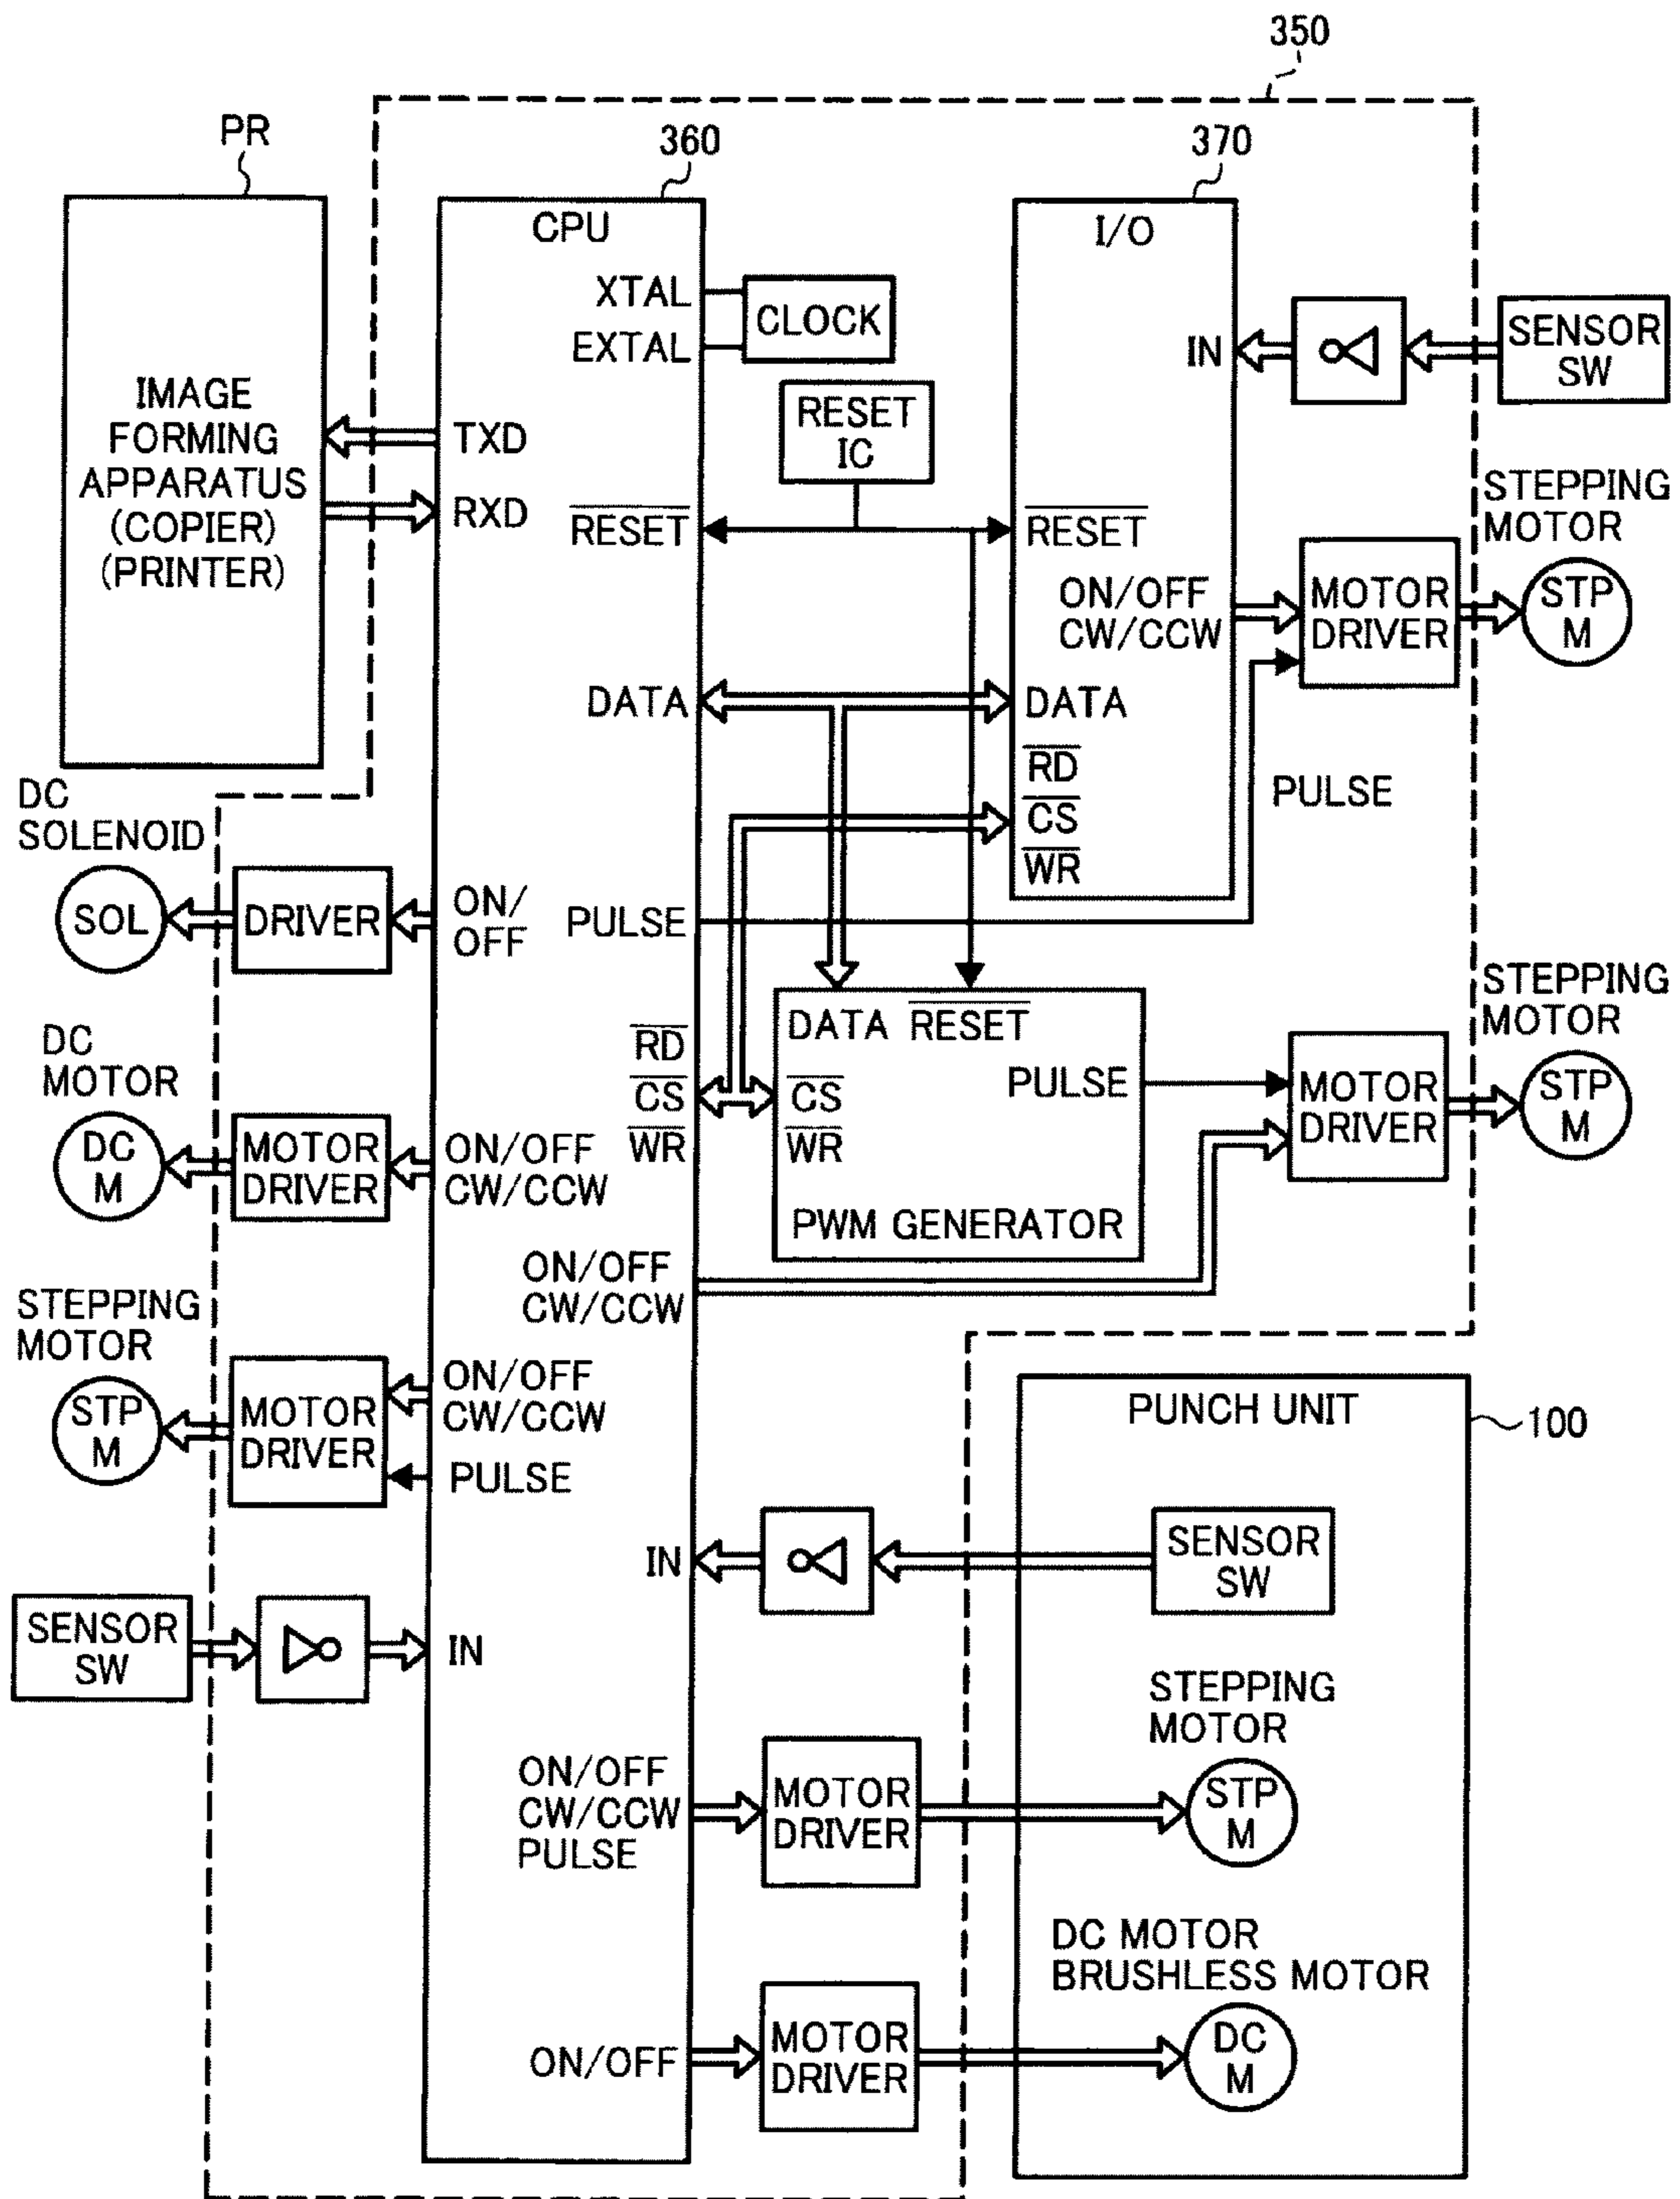 350
PR
360
370
CPU
I/O
XTAL
EXTAL
CLOCK
IN
SENSOR
SW
IMAGE
FORMING
APPARATUS
(COPIER)
(PRINTER)
TXD
RXD
RESET
IC
RESET
RESET
STEPPING
MOTOR
ON/OFF
CW/CCW
MOTOR
DRIVER
STP
M
DATA
DATA
RD
CS
WR
PULSE
DC
SOLENOID
SOL
DRIVER
ON/
OFF
PULSE
STEPPING
MOTOR
DATA RESET
PULSE
CS
WR
PWM GENERATOR
RD
CS
WR
MOTOR
DRIVER
STP
M
DC
MOTOR
DC
M
MOTOR
DRIVER
ON/OFF
CW/CCW
ON/OFF
CW/CCW
STEPPING
MOTOR
STP
M
MOTOR
DRIVER
ON/OFF
CW/CCW
PULSE
PUNCH UNIT
100
IN
SENSOR
SW
SENSOR
SW
IN
STEPPING
MOTOR
ON/OFF
CW/CCW
PULSE
MOTOR
DRIVER
STP
M
DC MOTOR
BRUSHLESS MOTOR
ON/OFF
MOTOR
DRIVER
DC
M